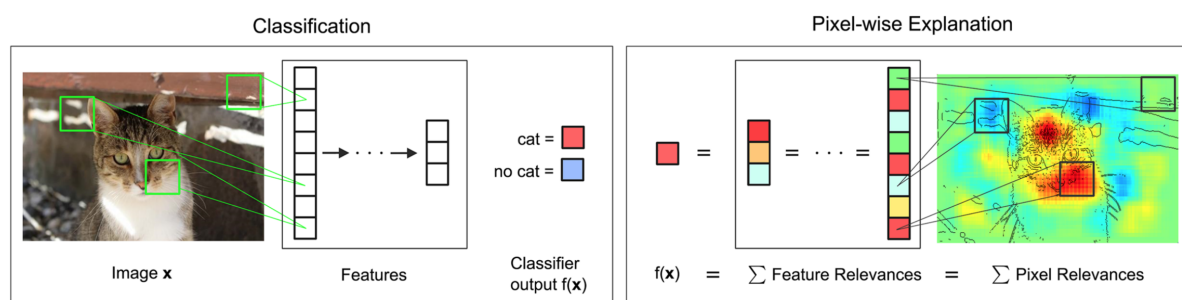 Classification
Pixel-wise Explanation
cat =
no cat =
Image x
Features
Classifier
output f(x)
= = · · · =
f(x) = ∑ Feature Relevances = ∑ Pixel Relevances